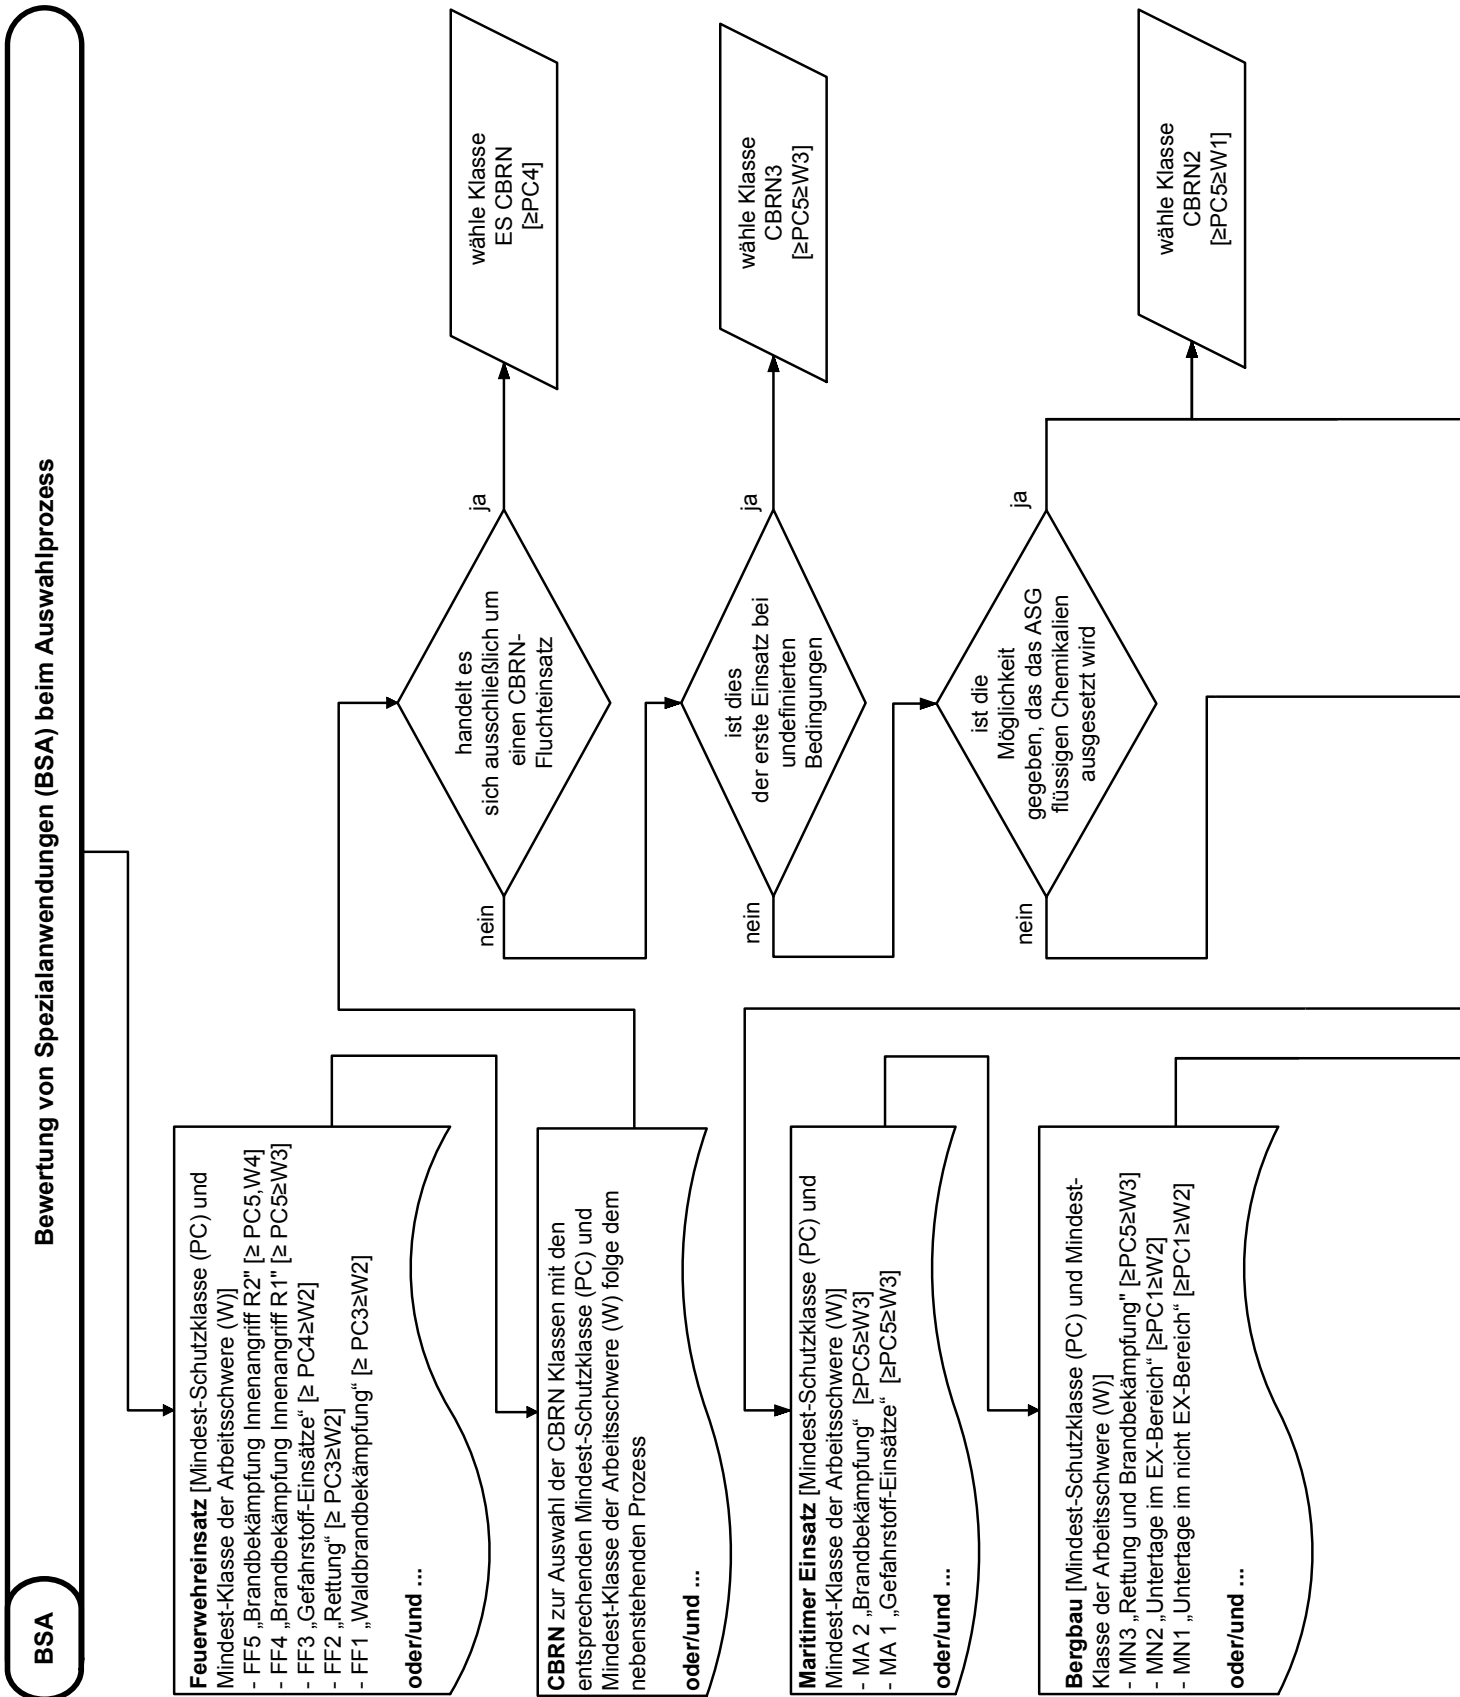 BSA
Bewertung von Spezialanwendungen (BSA) beim Auswahlprozess
Feuerwehreinsatz [Mindest-Schutzklasse (PC) und
Mindest-Klasse der Arbeitsschwere (W)]
- FF5 „Brandbekämpfung Innenangriff R2" [≥ PC5,W4]
- FF4 „Brandbekämpfung Innenangriff R1" [≥ PC5≥W3]
- FF3 „Gefahrstoff-Einsätze“ [≥ PC4≥W2]
- FF2 „Rettung“ [≥ PC3≥W2]
- FF1 „Waldbrandbekämpfung“ [≥ PC3≥W2]
oder/und ...
CBRN zur Auswahl der CBRN Klassen mit den
entsprechenden Mindest-Schutzklasse (PC) und
Mindest-Klasse der Arbeitsschwere (W) folge dem
nebenstehenden Prozess
oder/und ...
Maritimer Einsatz [Mindest-Schutzklasse (PC) und
Mindest-Klasse der Arbeitsschwere (W)]
- MA 2 „Brandbekämpfung“ [≥PC5≥W3]
- MA 1 „Gefahrstoff-Einsätze“ [≥PC5≥W3]
oder/und ...
Bergbau [Mindest-Schutzklasse (PC) und Mindest-
Klasse der Arbeitsschwere (W)]
- MN3 „Rettung und Brandbekämpfung" [≥PC5≥W3]
- MN2 „Untertage im EX-Bereich“ [≥PC1≥W2]
- MN1 „Untertage im nicht EX-Bereich“ [≥PC1≥W2]
oder/und ...
handelt es
sich ausschließlich um
einen CBRN-
Fluchteinsatz
nein
ja
wähle Klasse
ES CBRN
[≥PC4]
ist dies
der erste Einsatz bei
undefinierten
Bedingungen
nein
ja
wähle Klasse
CBRN3
[≥PC5≥W3]
ist die
Möglichkeit
gegeben, das das ASG
flüssigen Chemikalien
ausgesetzt wird
nein
ja
wähle Klasse
CBRN2
[≥PC5≥W1]